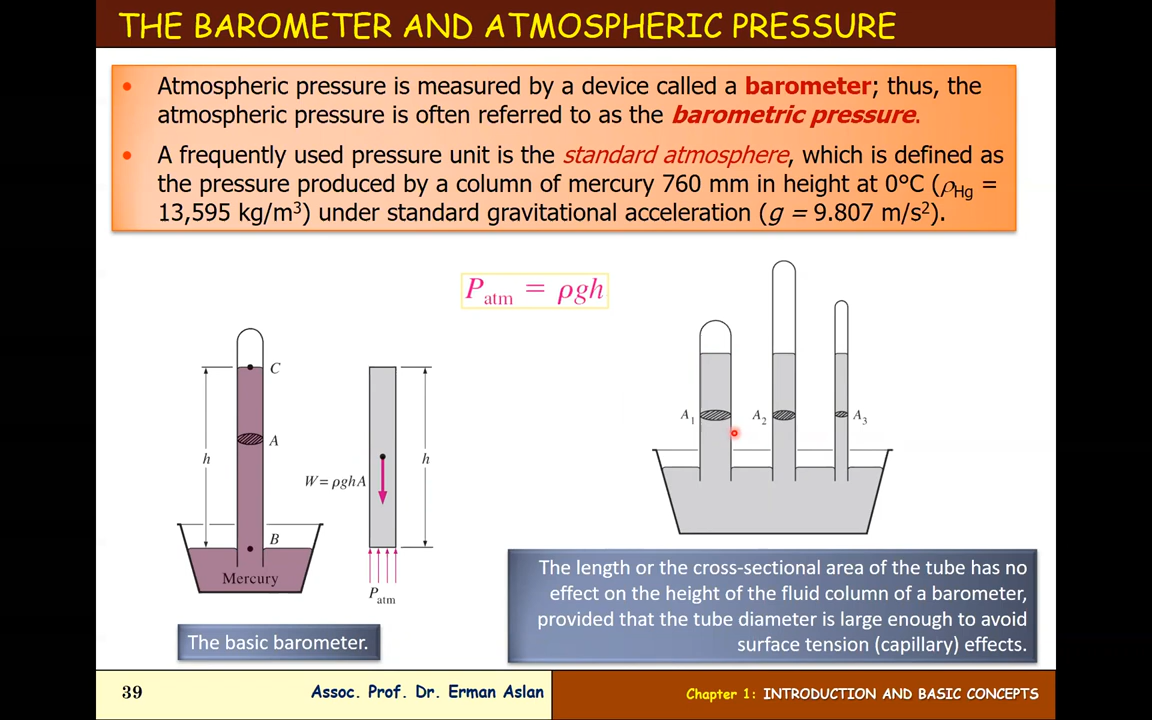 THE BAROMETER AND ATMOSPHERIC PRESSURE
• Atmospheric pressure is measured by a device called a barometer; thus, the
atmospheric pressure is often referred to as the barometric pressure.
• A frequently used pressure unit is the standard atmosphere, which is defined as
the pressure produced by a column of mercury 760 mm in height at 0°C (ρHg =
13,595 kg/m³) under standard gravitational acceleration (g = 9.807 m/s²).
Patm = ρgh
C
A
h
W = ρghA
h
B
Mercury
Patm
The basic barometer.
A1
A2
A3
The length or the cross-sectional area of the tube has no
effect on the height of the fluid column of a barometer,
provided that the tube diameter is large enough to avoid
surface tension (capillary) effects.
39
Assoc. Prof. Dr. Erman Aslan
Chapter 1: INTRODUCTION AND BASIC CONCEPTS